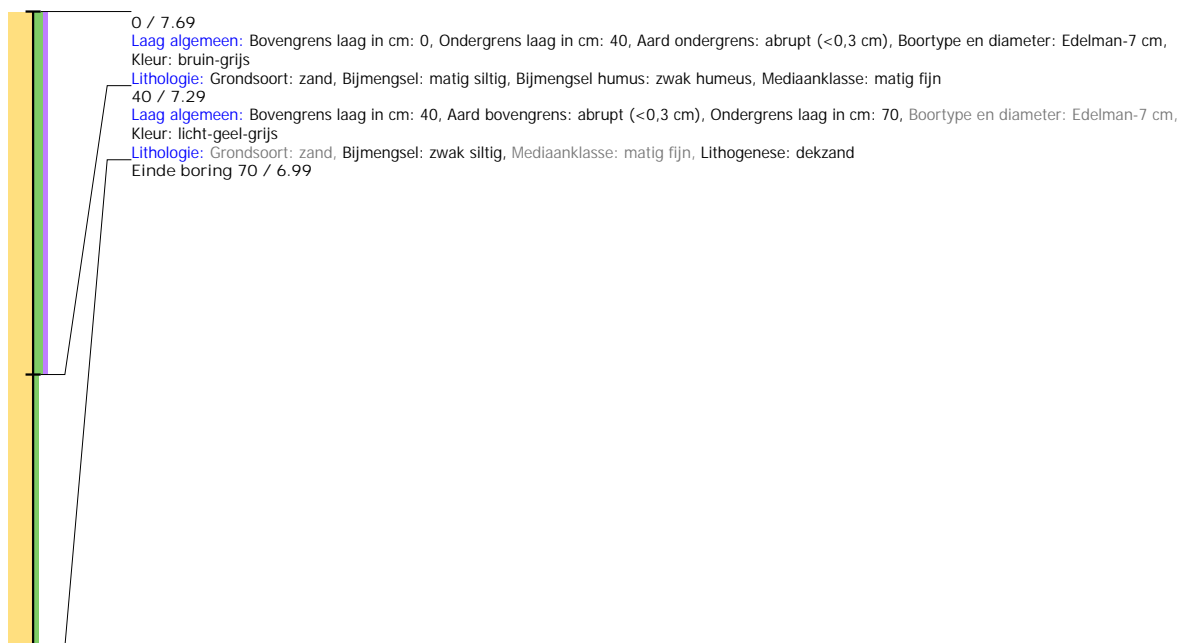 0 / 7.69
Laag algemeen: Bovengrens laag in cm: 0, Ondergrens laag in cm: 40, Aard ondergrens: abrupt (<0,3 cm), Boortype en diameter: Edelman-7 cm,
Kleur: bruin-grijs
Lithologie: Grondsoort: zand, Bijmengsel: matig siltig, Bijmengsel humus: zwak humeus, Mediaanklasse: matig fijn
40 / 7.29
Laag algemeen: Bovengrens laag in cm: 40, Aard bovengrens: abrupt (<0,3 cm), Ondergrens laag in cm: 70, Boortype en diameter: Edelman-7 cm,
Kleur: licht-geel-grijs
Lithologie: Grondsoort: zand, Bijmengsel: zwak siltig, Mediaanklasse: matig fijn, Lithogenese: dekzand
Einde boring 70 / 6.99